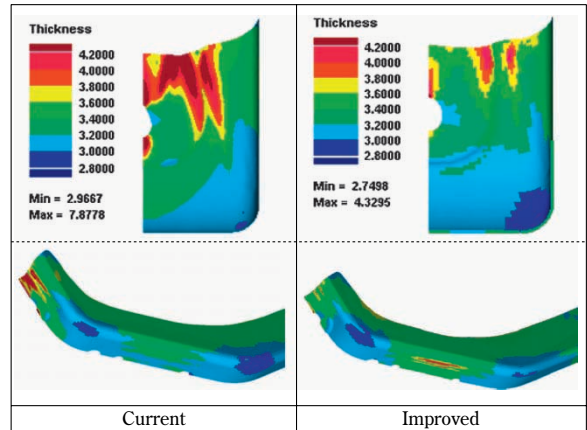 Thickness
4.2000
4.0000
3.8000
3.6000
3.4000
3.2000
3.0000
2.8000
Min = 2.9667
Max = 7.8778
Thickness
4.2000
4.0000
3.8000
3.6000
3.4000
3.2000
3.0000
2.8000
Min = 2.7498
Max = 4.3295
Current
Improved